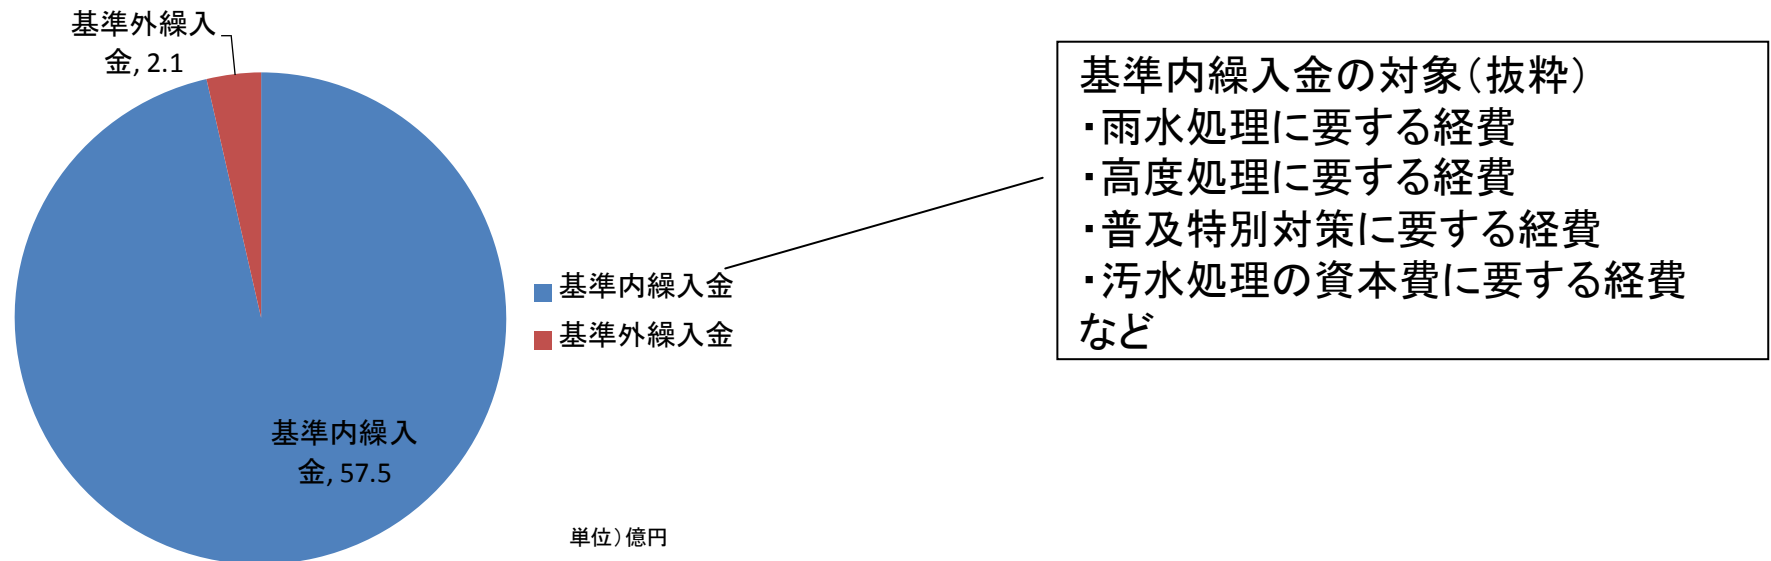 基準外繰入
金, 2.1
基準内繰入
金, 57.5
基準内繰入金
基準外繰入金
単位）億円
基準内繰入金の対象（抜粋）
・雨水処理に要する経費
・高度処理に要する経費
・普及特別対策に要する経費
・汚水処理の資本費に要する経費
など